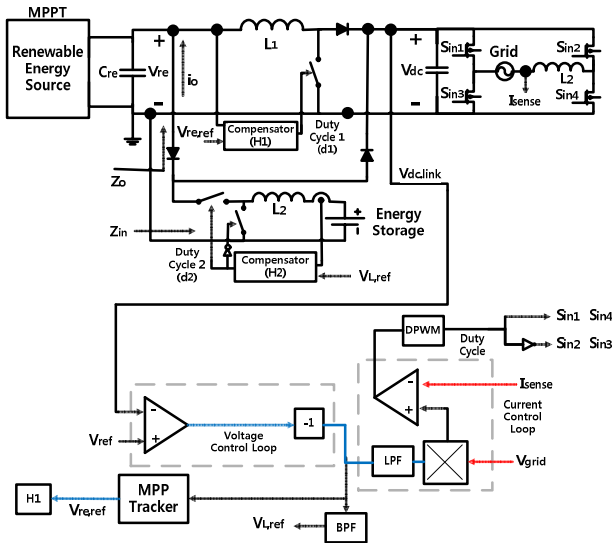 MPPT
Renewable
Energy
Source
Cre
+
Vre
-
io
L1
+
Vdc
-
Sin1
Sin3
Grid
Isense
L2
Sin2
Sin4
Vre,ref
Compensator
(H1)
Duty
Cycle 1
(d1)
Zo
Vdc,link
Zin
L2
+
-
Energy
Storage
Duty
Cycle 2
(d2)
Compensator
(H2)
VL,ref
DPWM
Duty
Cycle
Sin1 Sin4
Sin2 Sin3
-
+
Isense
Current
Control
Loop
-
+
Vref
Voltage
Control Loop
-1
LPF
Vgrid
H1
Vre,ref
MPP
Tracker
VL,ref
BPF